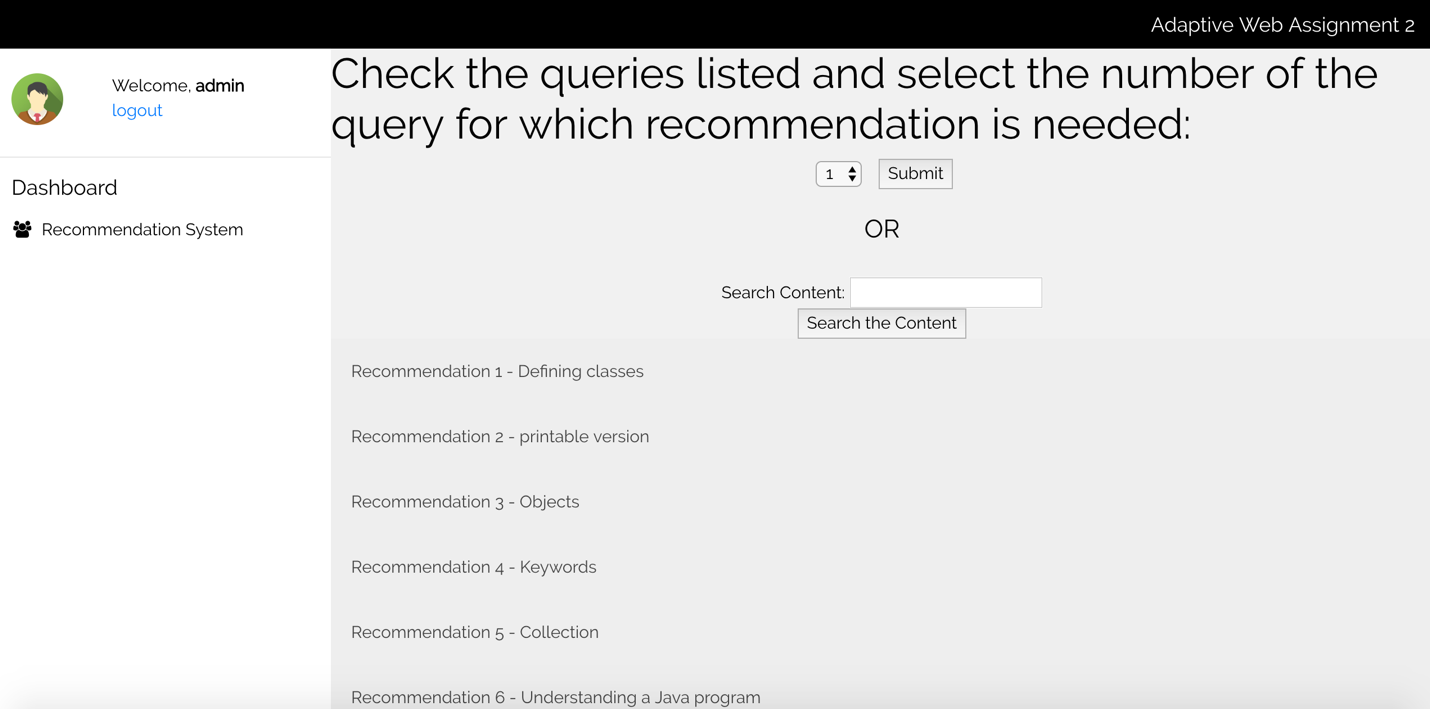 Adaptive Web Assignment 2
Welcome, admin
logout
Dashboard
Recommendation System
Check the queries listed and select the number of the
query for which recommendation is needed:
1
Submit
OR
Search Content:
Search the Content
Recommendation 1 - Defining classes
Recommendation 2 - printable version
Recommendation 3 - Objects
Recommendation 4 - Keywords
Recommendation 5 - Collection
Recommendation 6 - Understanding a Java program